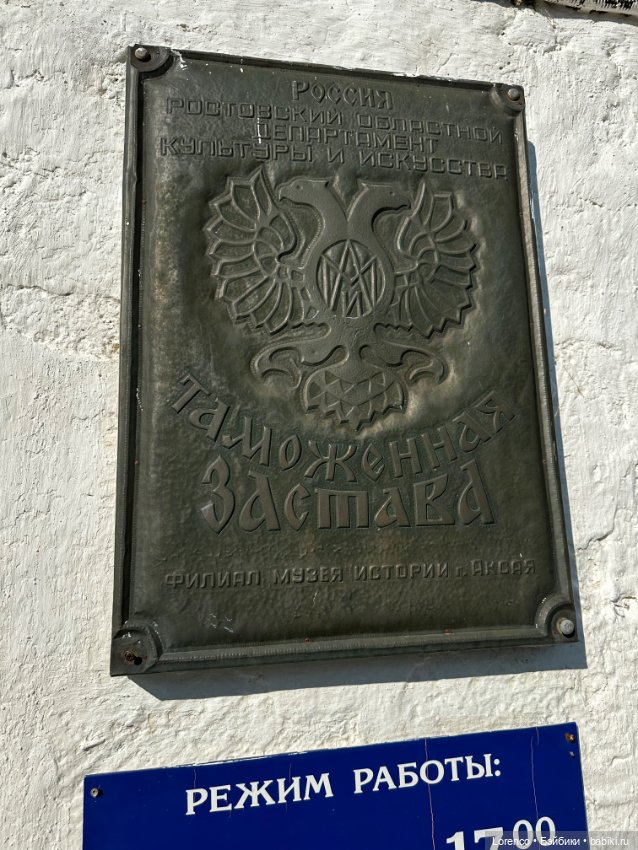 РОССИЯ
РОСТОВСКИЙ ОБЛАСТНОЙ
ДЕПАРТАМЕНТ
КУЛЬТУРЫ И ИСКУССТВА
ТАМОЖЕННАЯ
ЗАСТАВА
ФИЛИАЛ МУЗЕЯ ИСТОРИИ г. АКСАЯ
РЕЖИМ РАБОТЫ:
17 00
Lorenco • Бэйбики • babiki.ru